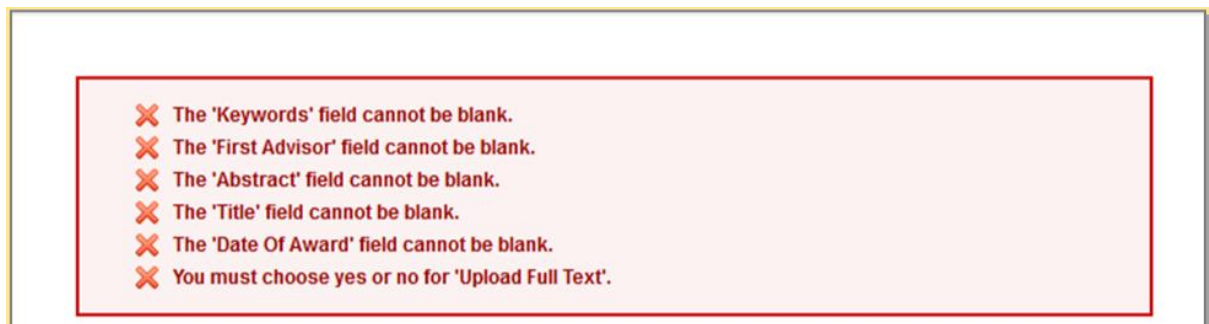 The 'Keywords' field cannot be blank.
The 'First Advisor' field cannot be blank.
The 'Abstract' field cannot be blank.
The 'Title' field cannot be blank.
The 'Date Of Award' field cannot be blank.
You must choose yes or no for 'Upload Full Text'.